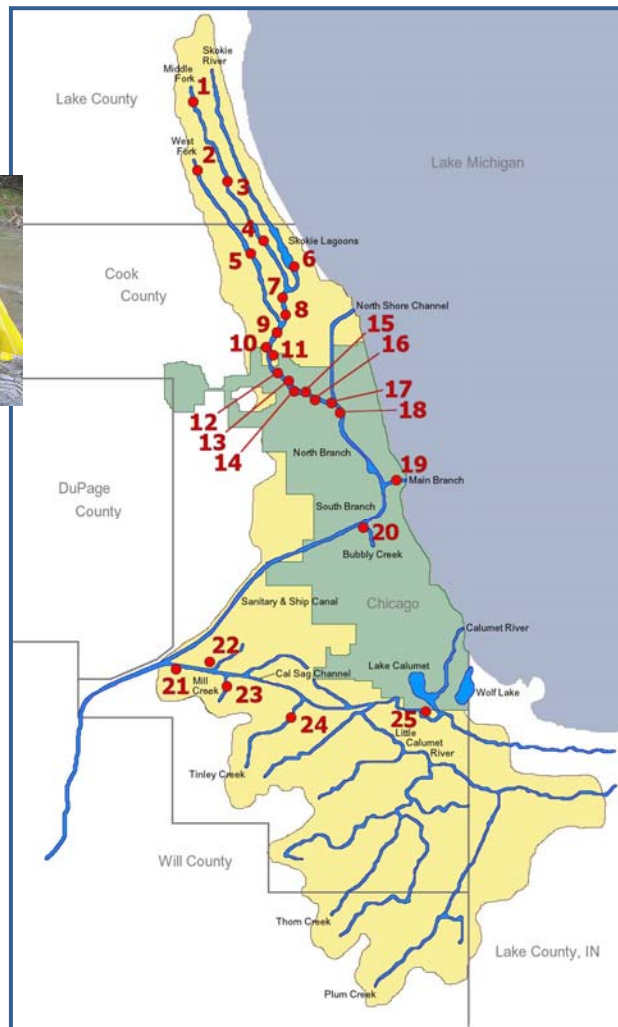 Skokie
River
Middle
Fork
1
Lake County
2
West
Fork
3
Lake Michigan
4
5
Skokie Lagoons
6
Cook
County
7
8
North Shore Channel
9
15
10
11
16
17
12
18
13
14
North Branch
19
Main Branch
DuPage
County
South Branch
20
Bubbly Creek
Sanitary & Ship Canal
Chicago
Calumet River
22
Lake Calumet
Cal Sag Channel
Wolf Lake
21
Mill
Creek
23
24
25
Little
Calumet
River
Tinley Creek
Will County
Thorn Creek
Lake County, IN
Plum Creek